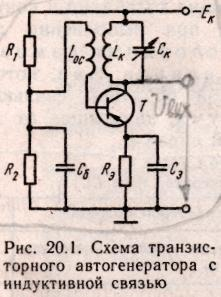 −Eк
R₁
Lос
Lк
Cк
T
Uвых
R₂
Cб
Rэ
Cэ
Рис. 20.1. Схема транзис-
торного автогенератора с
индуктивной связью